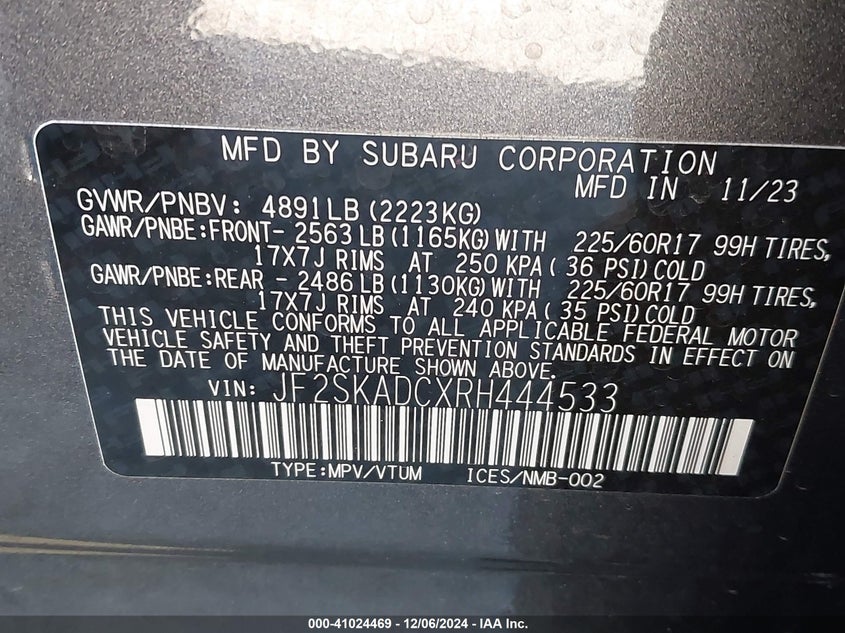 MFD BY SUBARU CORPORATION
MFD IN 11/23
GVWR/PNBV: 4891LB(2223KG)
GAWR/PNBE:FRONT- 2563LB(1165KG)WITH 225/60R17 99H TIRES,
17X7J RIMS AT 250 KPA( 36 PSI)COLD
GAWR/PNBE:REAR - 2486LB(1130KG)WITH 225/60R17 99H TIRES,
17X7J RIMS AT 240 KPA( 35 PSI)COLD
THIS VEHICLE CONFORMS TO ALL APPLICABLE FEDERAL MOTOR
VEHICLE SAFETY AND THEFT PREVENTION STANDARDS IN EFFECT ON
THE DATE OF MANUFACTURE SHOWN ABOVE.
VIN: JF2SKADCXRH444533
TYPE:MPV/VTUM ICES/NMB-002
000-41024469 - 12/06/2024 - IAA Inc.